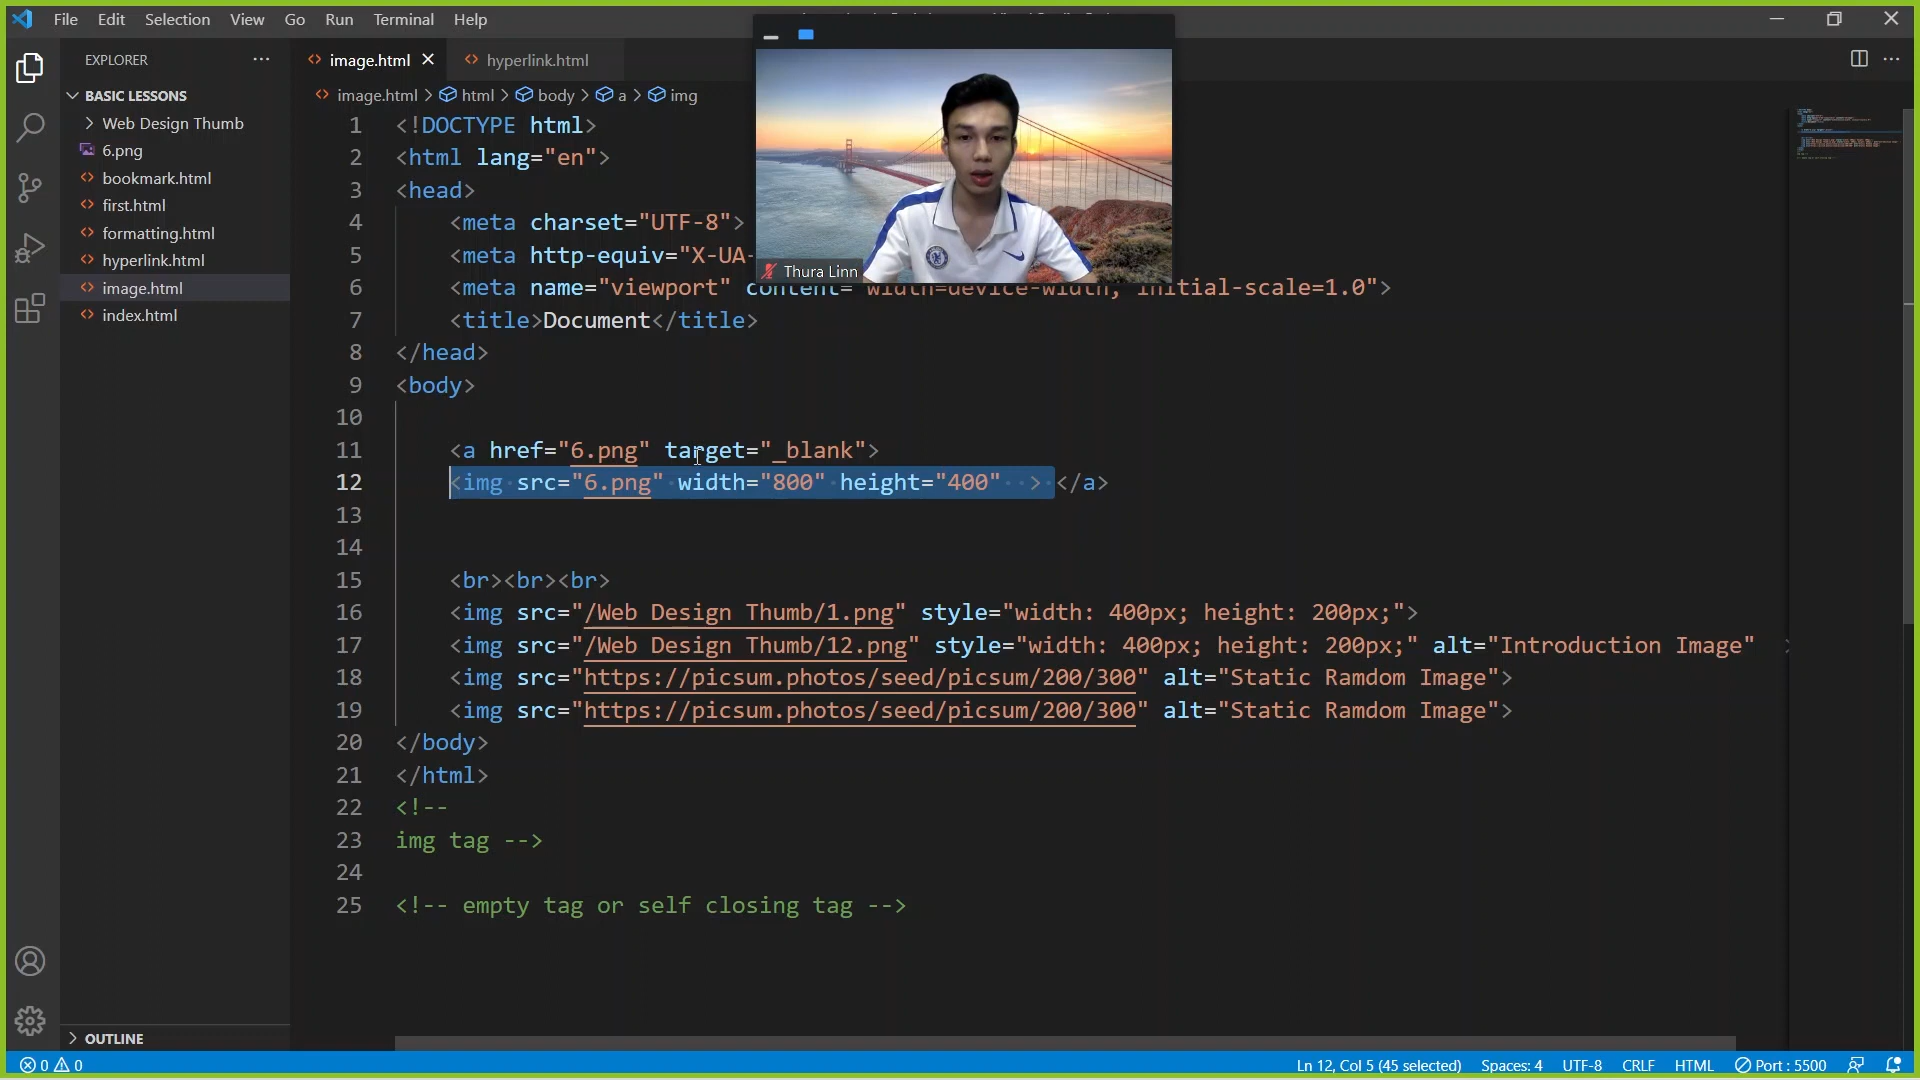 File Edit Selection View Go Run Terminal Help
EXPLORER
BASIC LESSONS
Web Design Thumb
6.png
bookmark.html
first.html
formatting.html
hyperlink.html
image.html
index.html
OUTLINE
image.html hyperlink.html
image.html > html > body > a > img
Thura Linn
1 <!DOCTYPE html>
2 <html lang="en">
3 <head>
4 <meta charset="UTF-8">
5 <meta http-equiv="X-UA-
6 <meta name="viewport" content="width=device-width, initial-scale=1.0">
7 <title>Document</title>
8 </head>
9 <body>
10
11 <a href="6.png" target="_blank">
12 <img src="6.png" width="800" height="400"  > </a>
13
14
15 <br><br><br>
16 <img src="/Web Design Thumb/1.png" style="width: 400px; height: 200px;">
17 <img src="/Web Design Thumb/12.png" style="width: 400px; height: 200px;" alt="Introduction Image" >
18 <img src="https://picsum.photos/seed/picsum/200/300" alt="Static Ramdom Image">
19 <img src="https://picsum.photos/seed/picsum/200/300" alt="Static Ramdom Image">
20 </body>
21 </html>
22 <!--
23 img tag -->
24
25 <!-- empty tag or self closing tag -->
0 0 Ln 12, Col 5 (45 selected) Spaces: 4 UTF-8 CRLF HTML Port : 5500